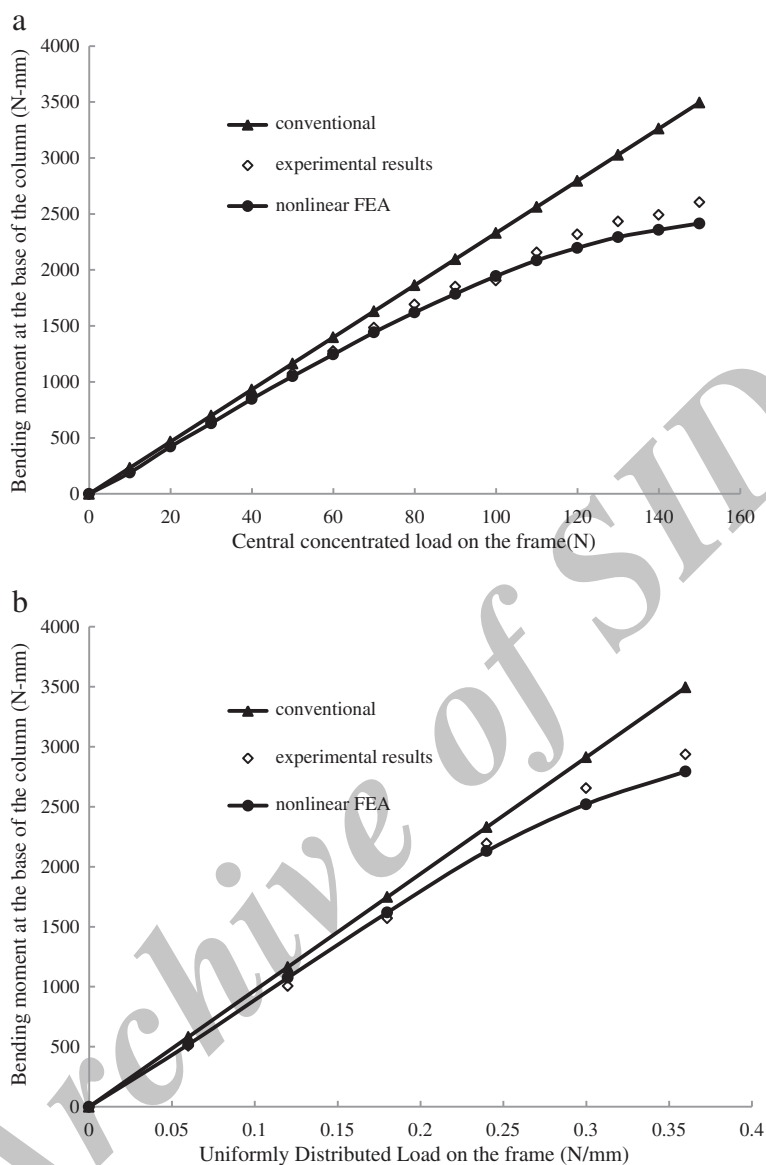 a
4000
3500
3000
2500
2000
1500
1000
500
0
Bending moment at the base of the column (N-mm)
conventional
experimental results
nonlinear FEA
0 20 40 60 80 100 120 140 160
Central concentrated load on the frame(N)
b
4000
3500
3000
2500
2000
1500
1000
500
0
Bending moment at the base of the column (N-mm)
conventional
experimental results
nonlinear FEA
0 0.05 0.1 0.15 0.2 0.25 0.3 0.35 0.4
Uniformly Distributed Load on the frame (N/mm)
Archive of SID